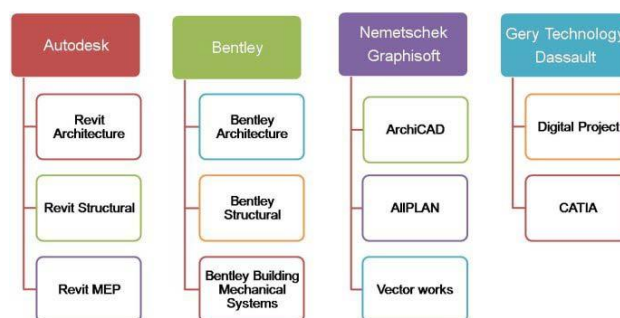 Autodesk
Revit
Architecture
Revit Structural
Revit MEP
Bentley
Bentley
Architecture
Bentley
Structural
Bentley Building
Mechanical
Systems
Nemetschek
Graphisoft
ArchiCAD
AllPLAN
Vector works
Gery Technology
Dassault
Digital Project
CATIA